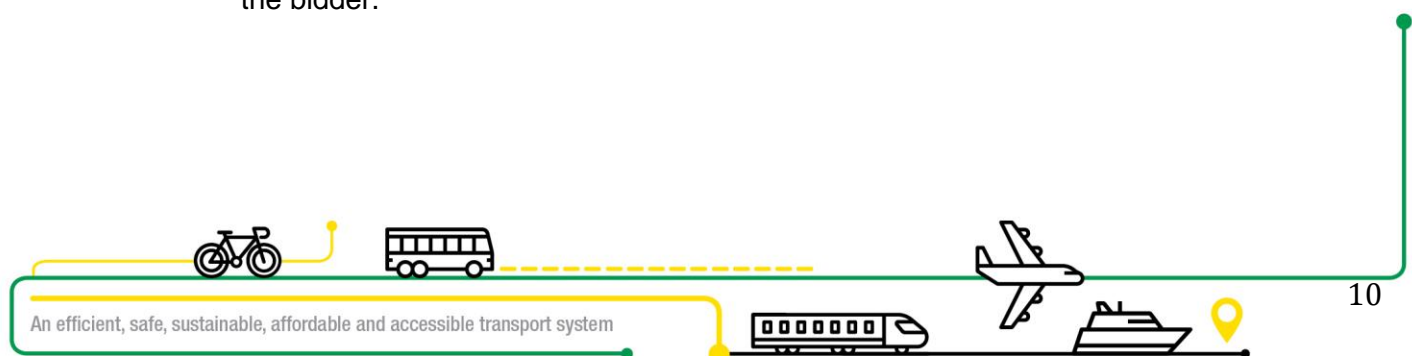 the bidder.
10
An efficient, safe, sustainable, affordable and accessible transport system